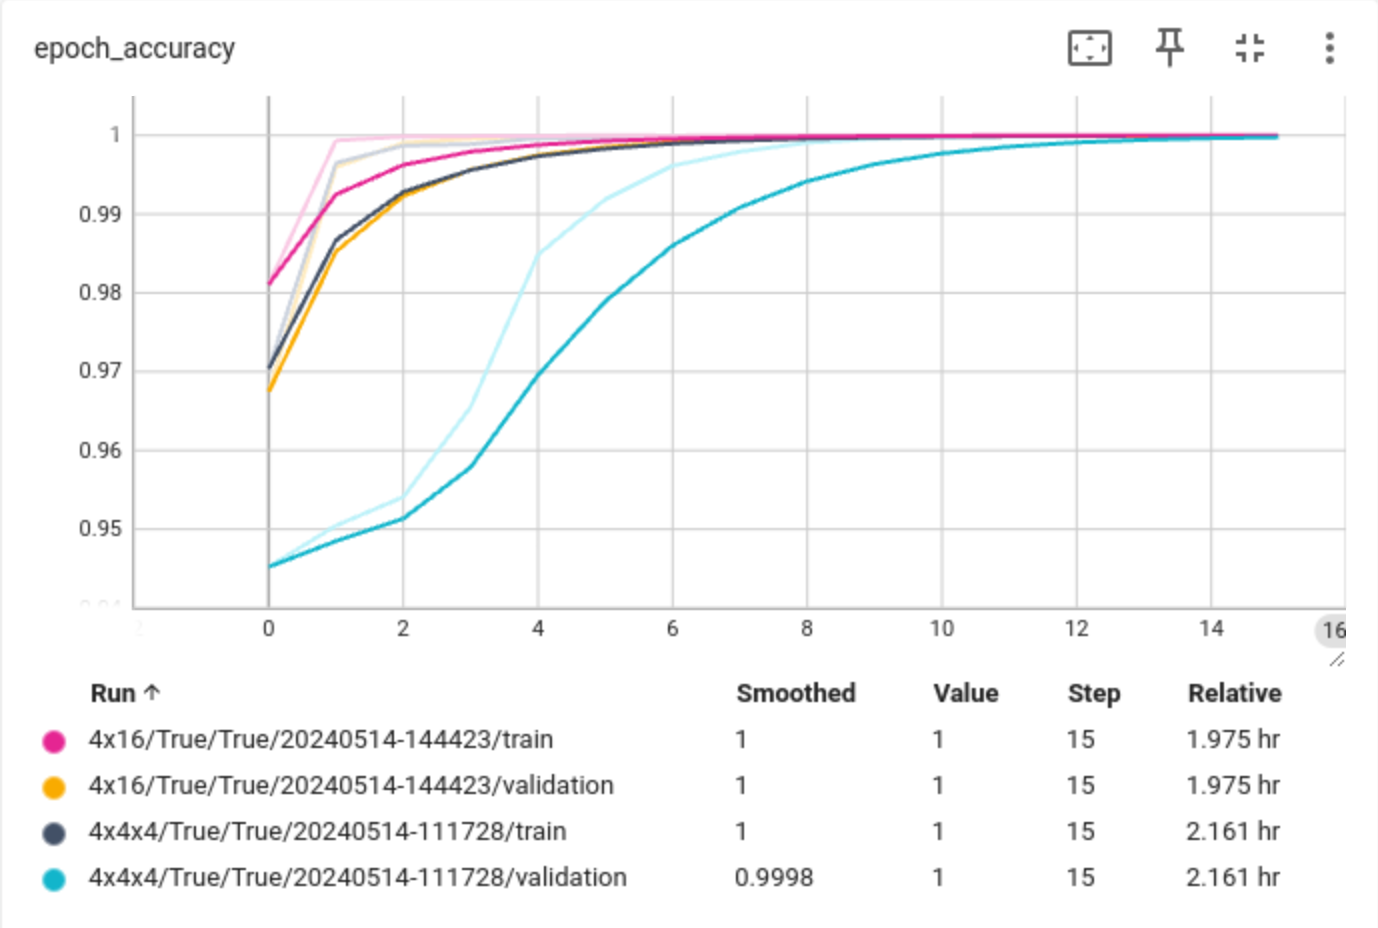 epoch_accuracy
1
0.99
0.98
0.97
0.96
0.95
0 2 4 6 8 10 12 14 16
Run ↑ Smoothed Value Step Relative
4x16/True/True/20240514-144423/train 1 1 15 1.975 hr
4x16/True/True/20240514-144423/validation 1 1 15 1.975 hr
4x4x4/True/True/20240514-111728/train 1 1 15 2.161 hr
4x4x4/True/True/20240514-111728/validation 0.9998 1 15 2.161 hr